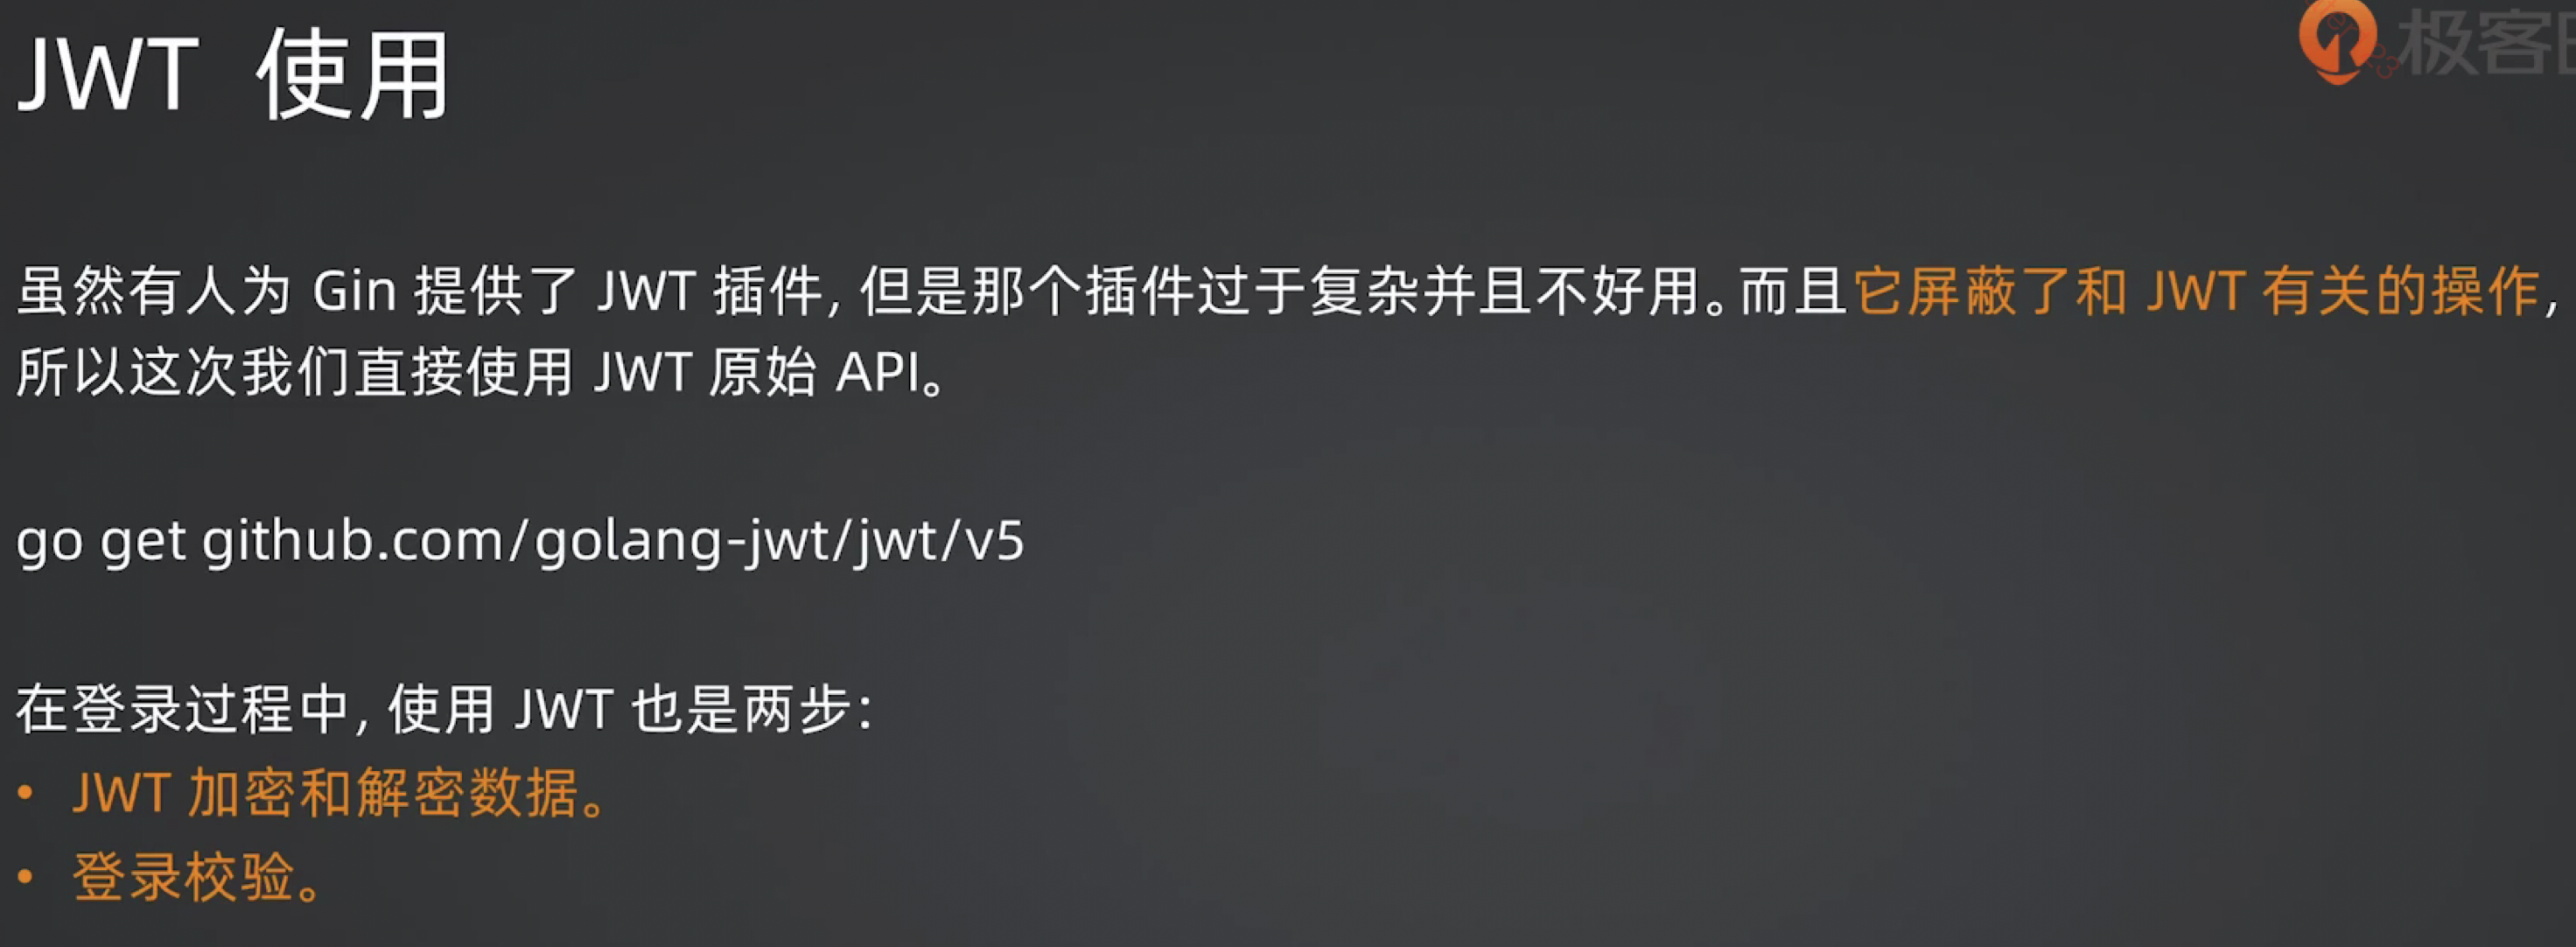 JWT 使用
极客
虽然有人为 Gin 提供了 JWT 插件, 但是那个插件过于复杂并且不好用。而且它屏蔽了和 JWT 有关的操作,
所以这次我们直接使用 JWT 原始 API。
go get github.com/golang-jwt/jwt/v5
在登录过程中, 使用 JWT 也是两步:
• JWT 加密和解密数据。
• 登录校验。